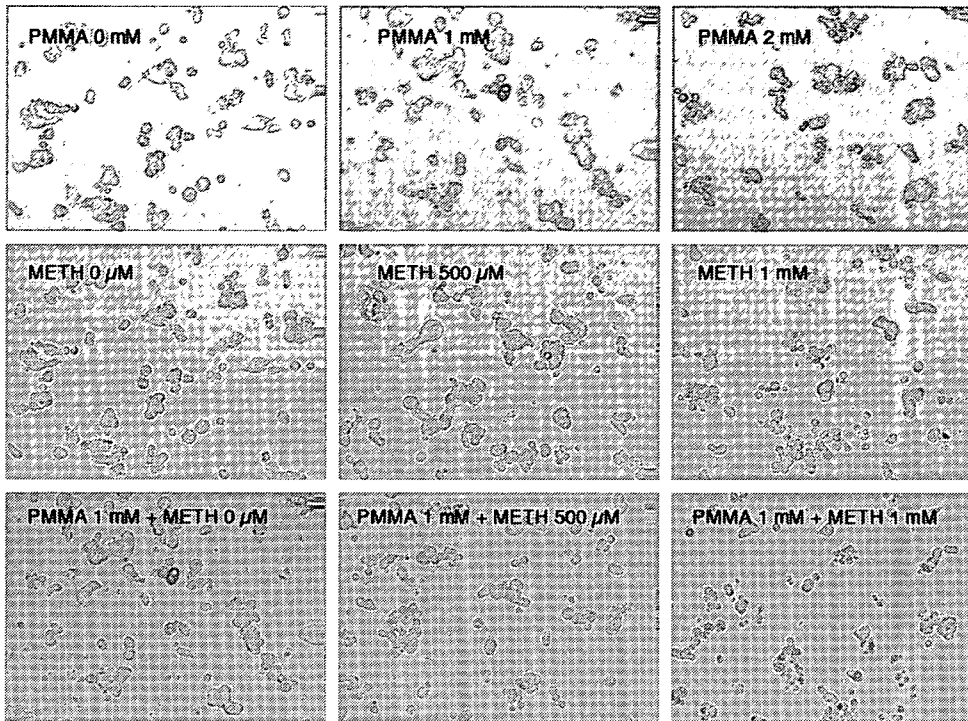 PMMA 0 mM
PMMA 1 mM
PMMA 2 mM
METH 0 µM
METH 500 µM
METH 1 mM
PMMA 1 mM + METH 0 µM
PMMA 1 mM + METH 500 µM
PMMA 1 mM + METH 1 mM